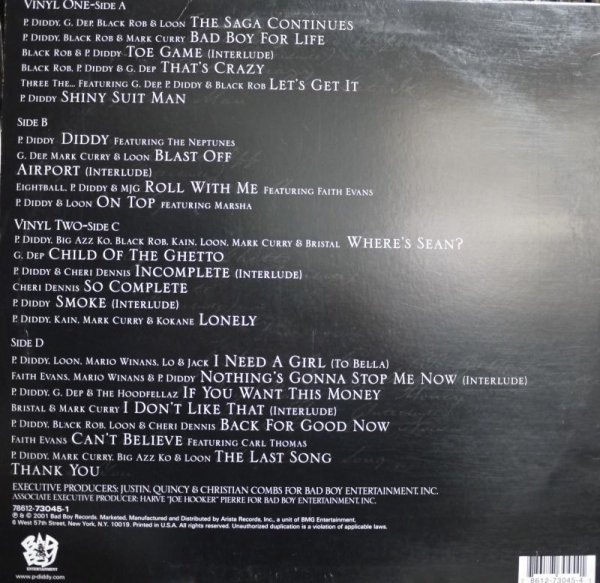 VINYL ONE-SIDE A
P. DIDDY, G. DEP, BLACK ROB & LOON THE SAGA CONTINUES
P. DIDDY, BLACK ROB & MARK CURRY BAD BOY FOR LIFE
BLACK ROB & P. DIDDY TOE GAME (INTERLUDE)
BLACK ROB, P. DIDDY & G. DEP THAT'S CRAZY
THREE THE... FEATURING G. DEP, P. DIDDY & BLACK ROB LET'S GET IT
P. DIDDY SHINY SUIT MAN
SIDE B
P. DIDDY DIDDY FEATURING THE NEPTUNES
G. DEP, MARK CURRY & LOON BLAST OFF
AIRPORT (INTERLUDE)
EIGHTBALL, P. DIDDY & MJG ROLL WITH ME FEATURING FAITH EVANS
P. DIDDY & LOON ON TOP FEATURING MARSHA
VINYL TWO-SIDE C
P. DIDDY, BIG AZZ KO, BLACK ROB, KAIN, LOON, MARK CURRY & BRISTAL WHERE'S SEAN?
G. DEP CHILD OF THE GHETTO
P. DIDDY & CHERI DENNIS INCOMPLETE (INTERLUDE)
CHERI DENNIS SO COMPLETE
P. DIDDY SMOKE (INTERLUDE)
P. DIDDY, KAIN, MARK CURRY & KOKANE LONELY
SIDE D
P. DIDDY, LOON, MARIO WINANS, LO & JACK I NEED A GIRL (TO BELLA)
FAITH EVANS, MARIO WINANS & P. DIDDY NOTHING'S GONNA STOP ME NOW (INTERLUDE)
P. DIDDY, G. DEP & THE HOODFELLAZ IF YOU WANT THIS MONEY
BRISTAL & MARK CURRY I DON'T LIKE THAT (INTERLUDE)
P. DIDDY, BLACK ROB, LOON & CHERI DENNIS BACK FOR GOOD NOW
FAITH EVANS CAN'T BELIEVE FEATURING CARL THOMAS
P. DIDDY, MARK CURRY, BIG AZZ KO & LOON THE LAST SONG
THANK YOU
EXECUTIVE PRODUCERS: JUSTIN, QUINCY & CHRISTIAN COMBS FOR BAD BOY ENTERTAINMENT, INC.
ASSOCIATE EXECUTIVE PRODUCER: HARVE "JOE HOOKER" PIERRE FOR BAD BOY ENTERTAINMENT, INC.
78612-73045-1
℗ & © 2001 Bad Boy Records. Marketed, Manufactured and Distributed by Arista Records, Inc., a unit of BMG Entertainment.
6 West 57th Street, New York, N.Y. 10019. Printed in U.S.A. All rights reserved. Unauthorized duplication is a violation of applicable laws.
BAD BOY
ENTERTAINMENT
www.p-diddy.com